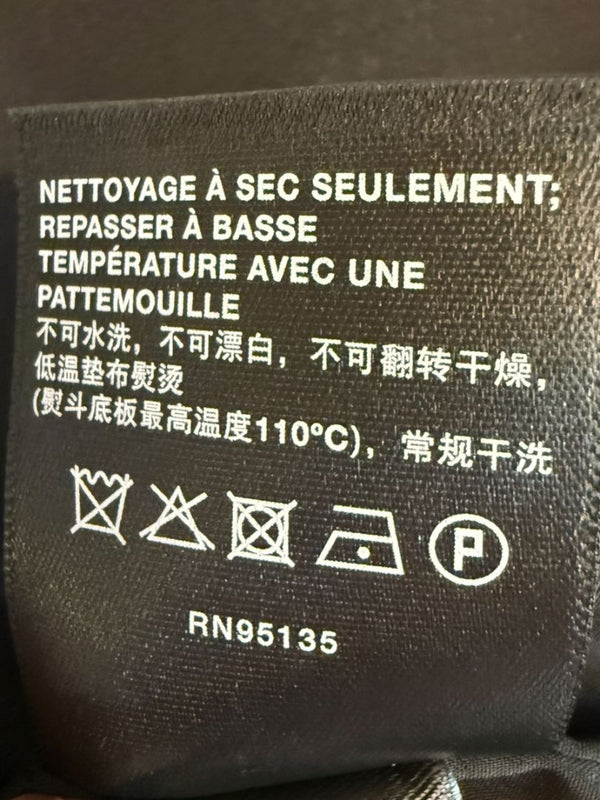 NETTOYAGE À SEC SEULEMENT;
REPASSER À BASSE
TEMPÉRATURE AVEC UNE
PATTEMOUILLE
不可水洗，不可漂白，不可翻转干燥，
低温垫布熨烫
(熨斗底板最高温度110ºC)，常规干洗
P
RN95135